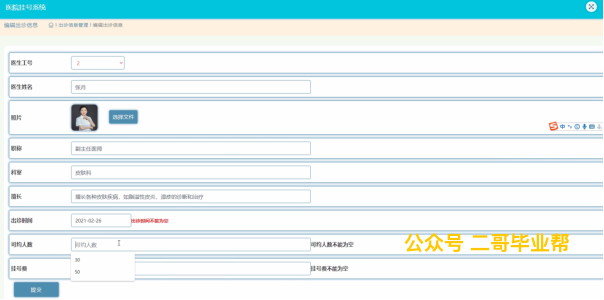 医院挂号系统
编辑出诊信息 / 出诊信息管理 / 编辑出诊信息
医生工号 2
医生姓名 张兰
照片 选择文件
中
职称 副主任医师
科室 皮肤科
擅长 擅长各种皮肤疾病、如脂溢性皮炎、湿疹的诊断和治疗
出诊时间 2021-02-26 出诊时间不能为空
可约人数 可约人数 可约人数不能为空
公众号 二哥毕业帮
30
挂号费 挂号费不能为空
50
提交